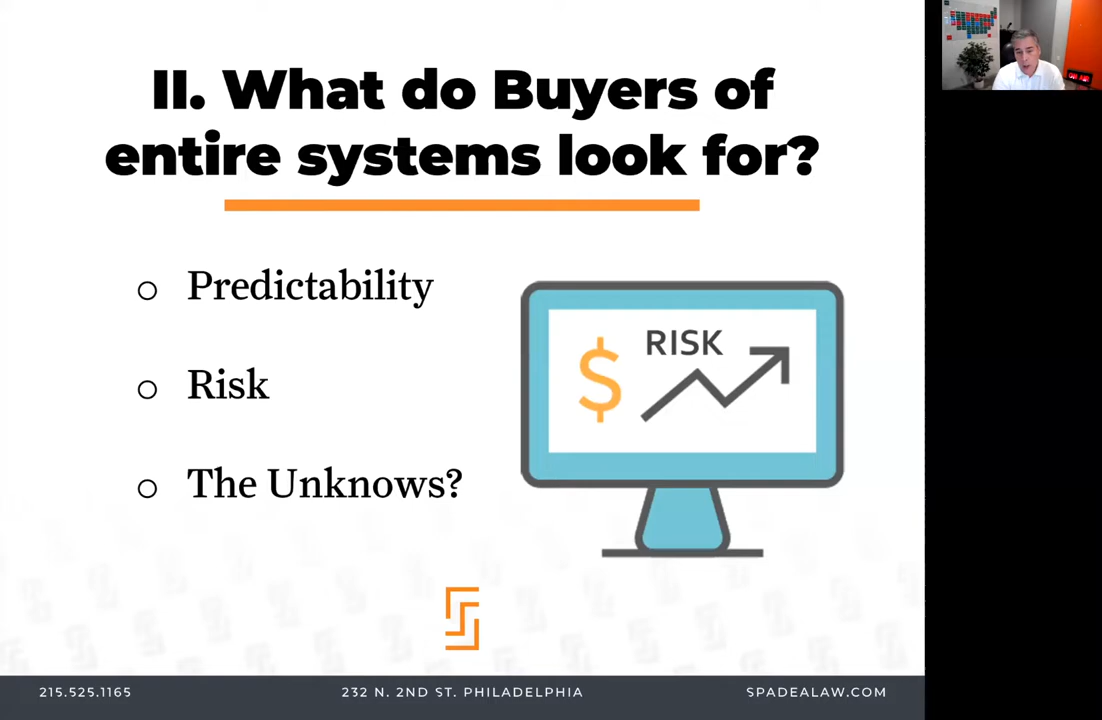 II. What do Buyers of
entire systems look for?
Predictability
Risk
The Unknows?
$ RISK
215.525.1165
232 N. 2ND ST. PHILADELPHIA
SPADEALAW.COM